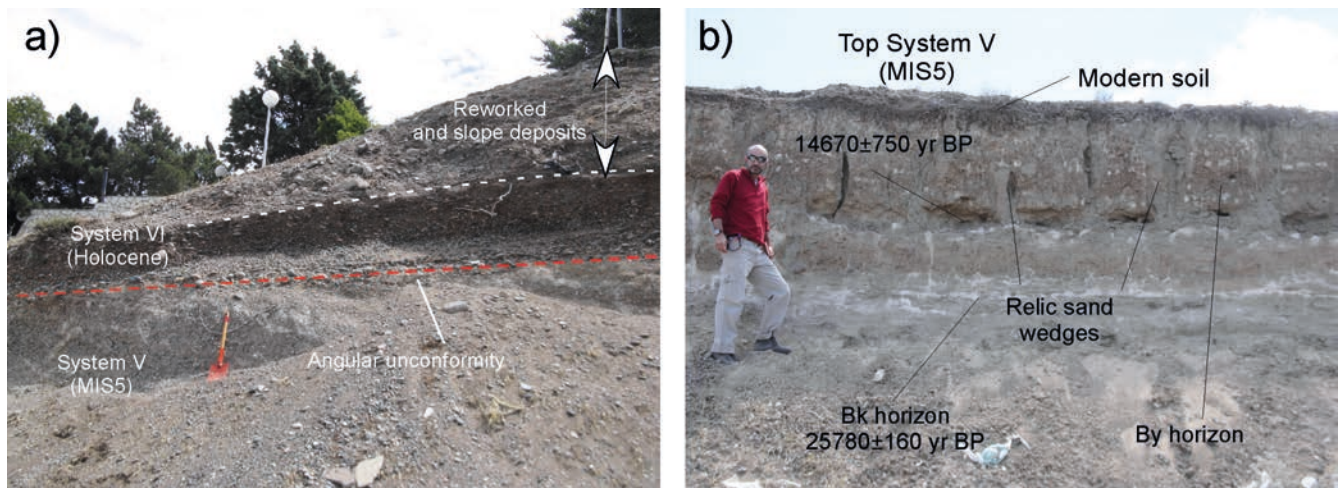 a)
Reworked
and slope deposits
System VI
(Holocene)
System V
(MIS5)
Angular unconformity
b)
Top System V
(MIS5)
Modern soil
14670±750 yr BP
Relic sand
wedges
Bk horizon
25780±160 yr BP
By horizon